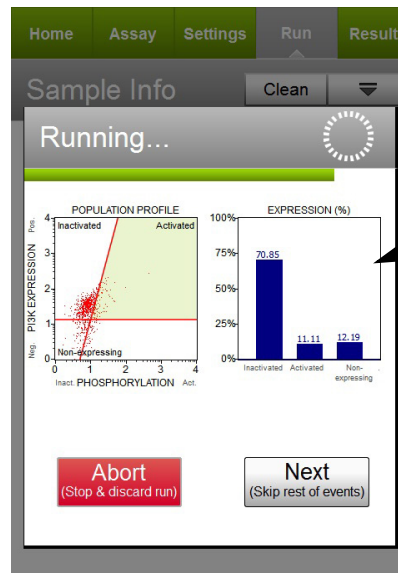 Home Assay Settings Run Result
Sample Info Clean
Running...
POPULATION PROFILE
Pos.
PI3K EXPRESSION
Neg.
4
3
2
1
0
Inactivated Activated
Non-expressing
0 1 2 3 4
Inact. PHOSPHORYLATION Act.
EXPRESSION (%)
100%
75%
50%
25%
0%
70.85
11.11 12.19
Inactivated Activated Non-
expressing
Abort
(Stop & discard run)
Next
(Skip rest of events)